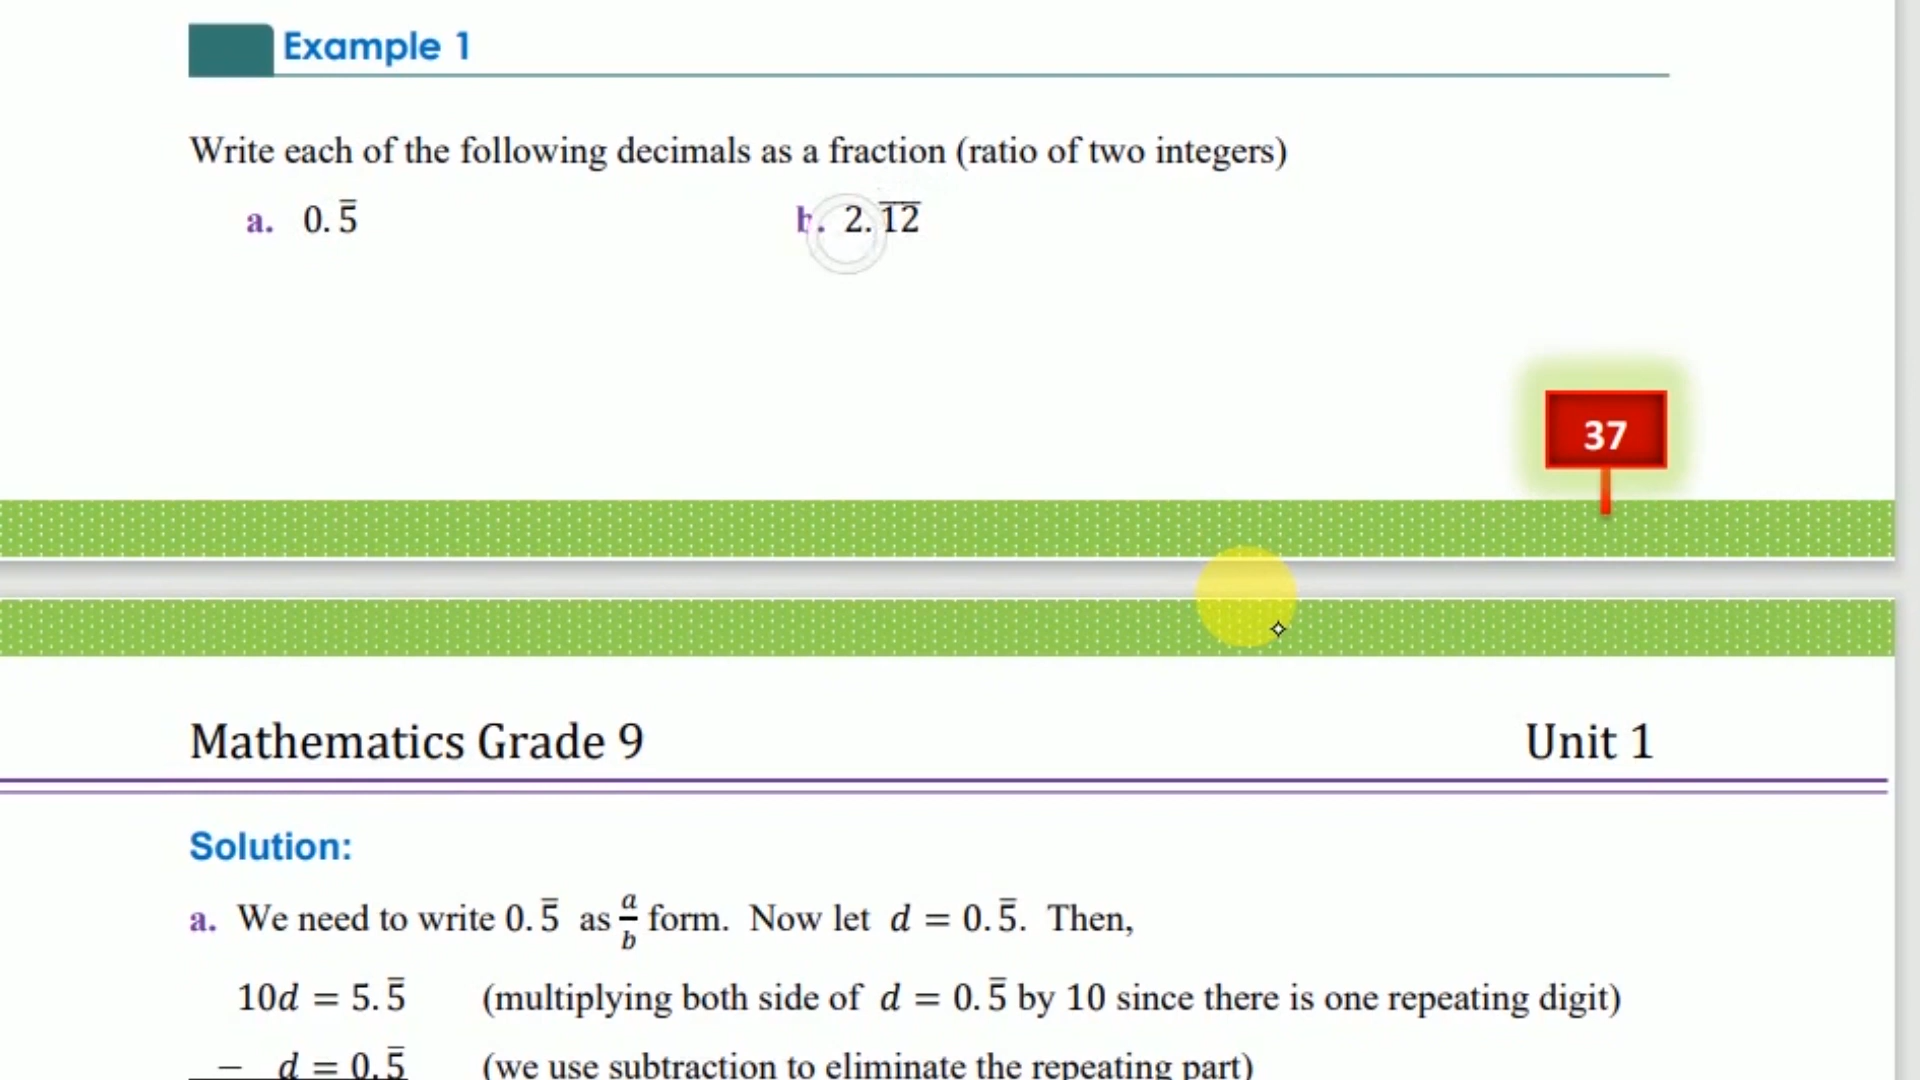 Example 1
Write each of the following decimals as a fraction (ratio of two integers)
a. 0.5̅ b. 2.1̅2̅
37
Mathematics Grade 9 Unit 1
Solution:
a. We need to write 0.5̅ as a/b form. Now let d = 0.5̅. Then,
10d = 5.5̅ (multiplying both side of d = 0.5̅ by 10 since there is one repeating digit)
− d = 0.5̅ (we use subtraction to eliminate the repeating part)